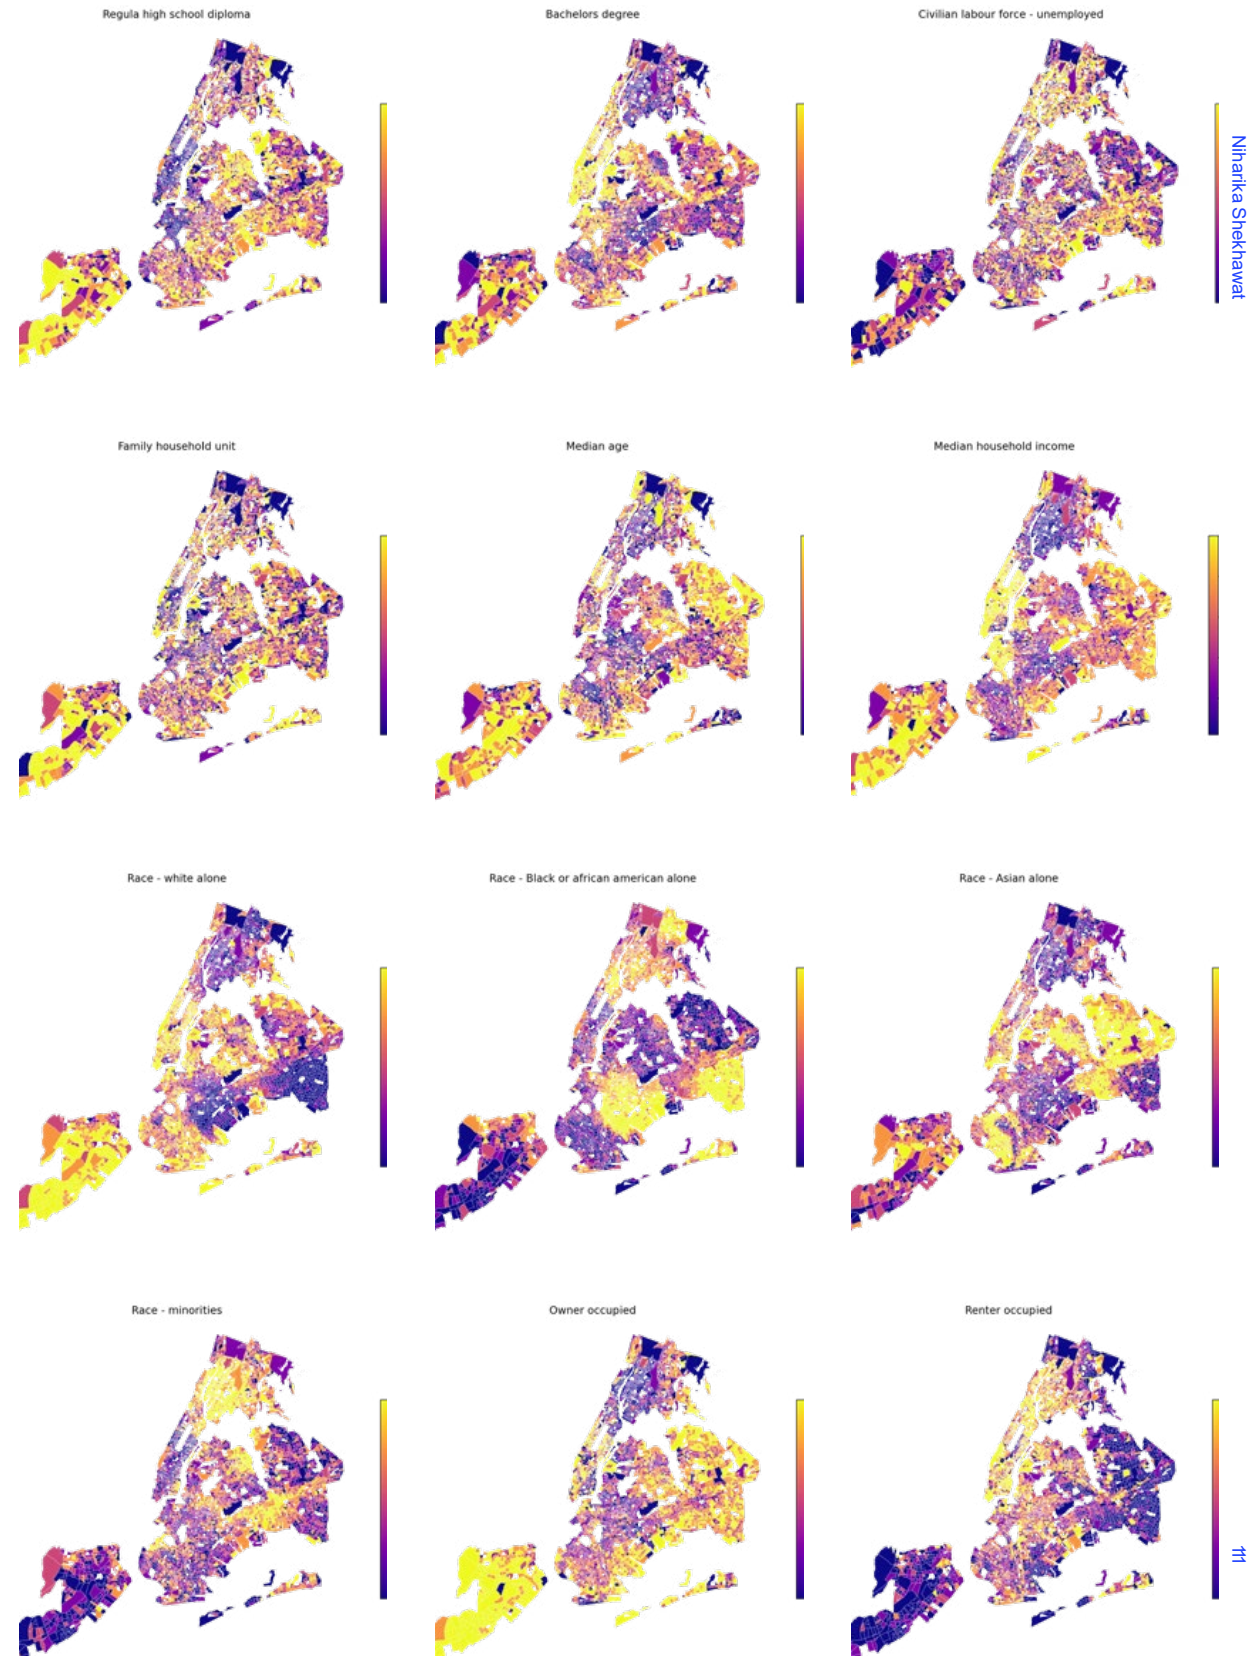 Regula high school diploma
Bachelors degree
Civilian labour force - unemployed
Family household unit
Median age
Median household income
Race - white alone
Race - Black or african american alone
Race - Asian alone
Race - minorities
Owner occupied
Renter occupied
Niharika Shekhawat
111